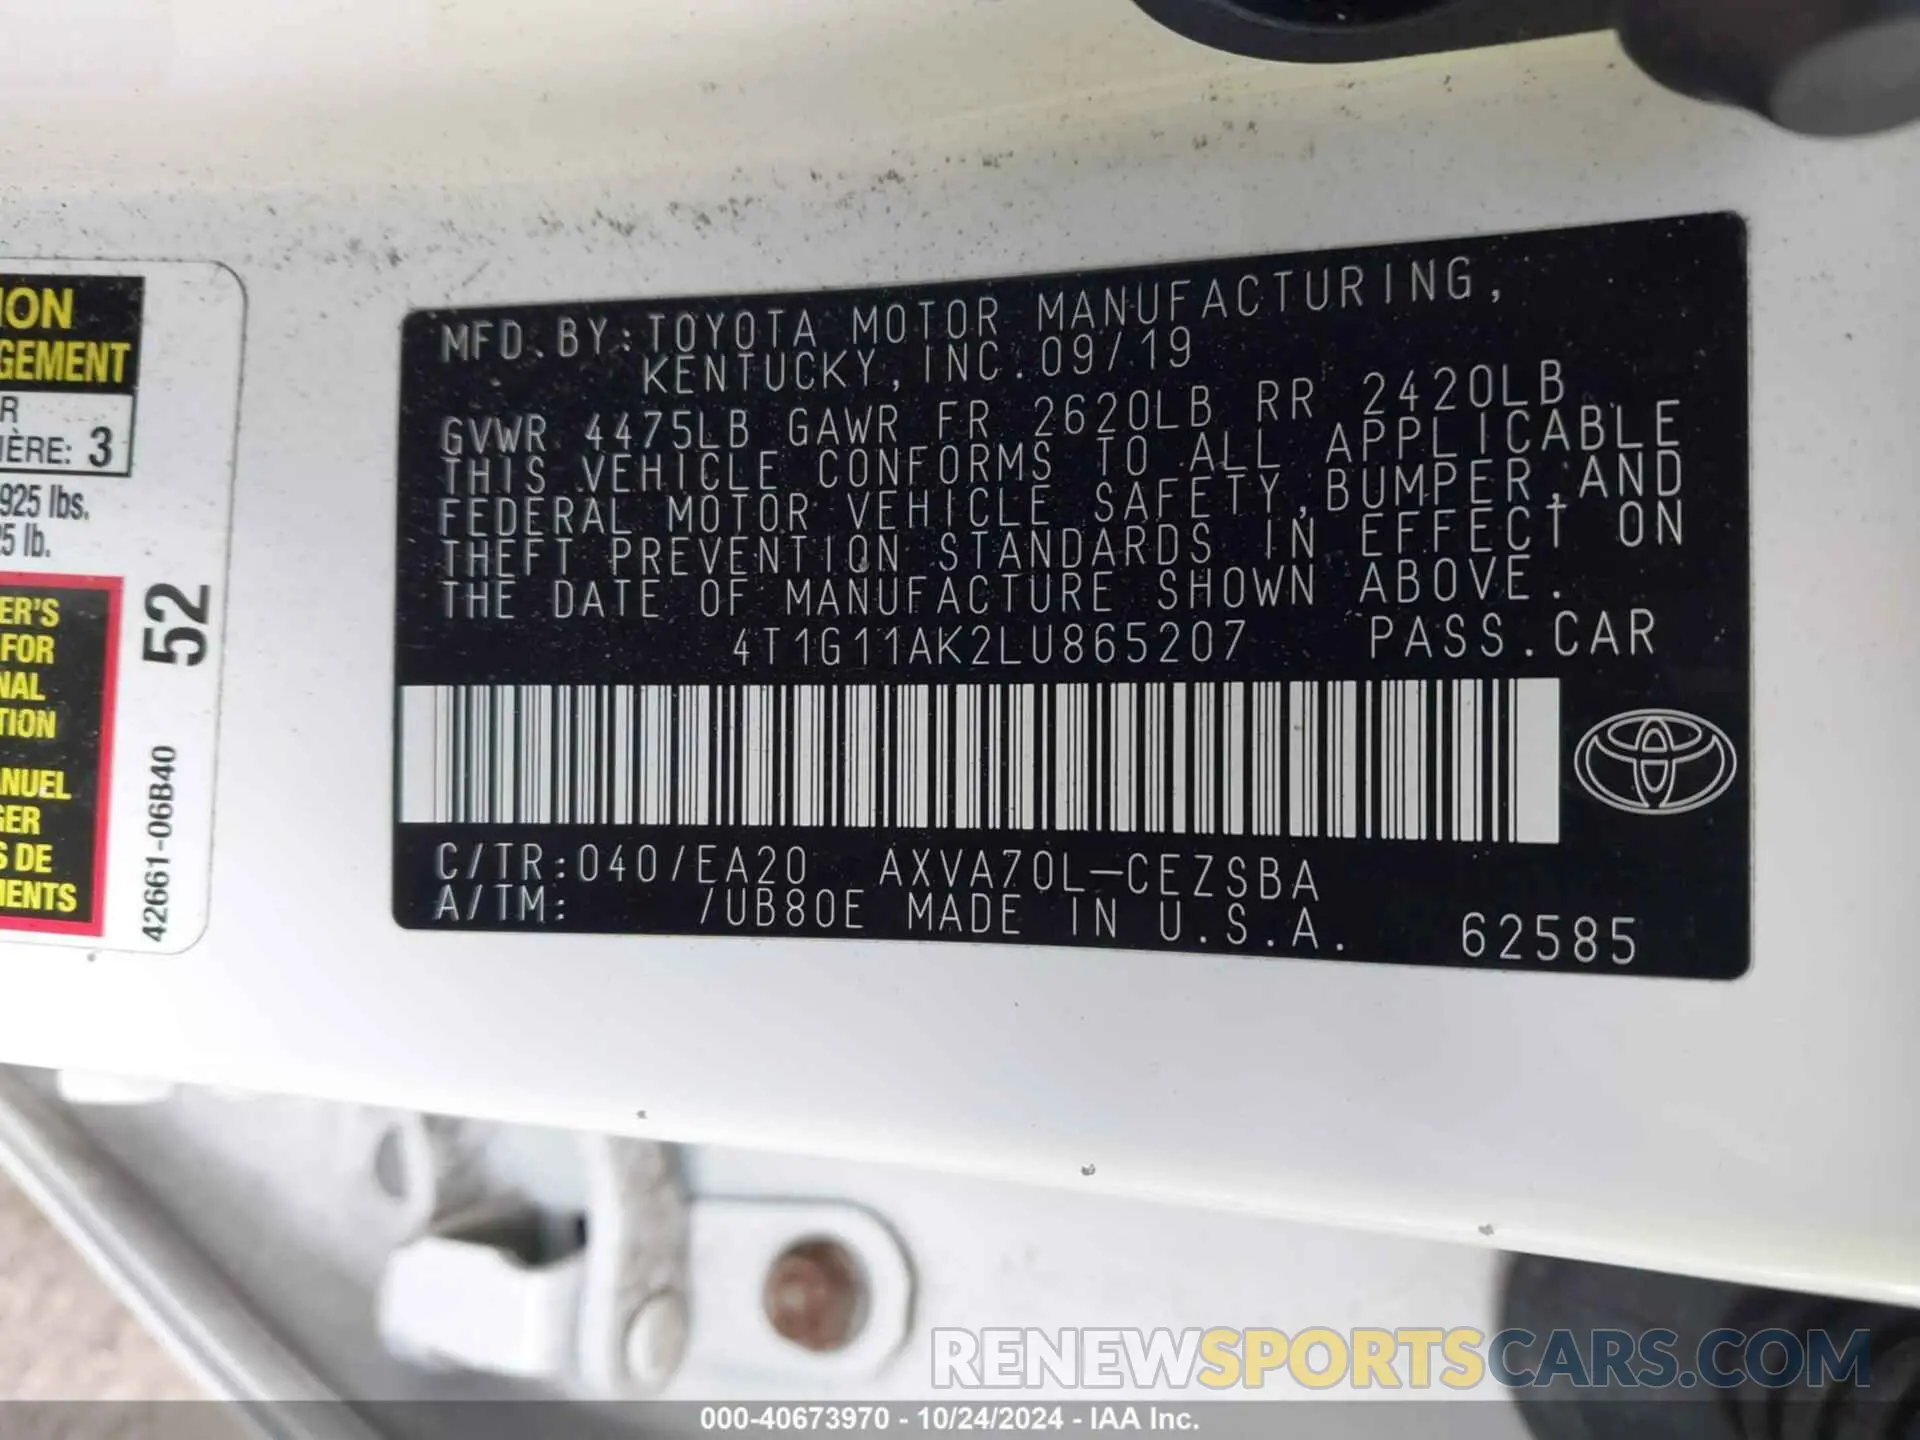 ION
GEMENT
R
IÈRE: 3
925 lbs.
5 lb.
ER'S
FOR
NAL
TION
ANUEL
GER
S DE
MENTS
52
42661-06B40
MFD. BY: TOYOTA MOTOR MANUFACTURING,
KENTUCKY, INC. 09/19
GVWR 4475LB GAWR FR 2620LB RR 2420LB
THIS VEHICLE CONFORMS TO ALL APPLICABLE
FEDERAL MOTOR VEHICLE SAFETY, BUMPER, AND
THEFT PREVENTION STANDARDS IN EFFECT ON
THE DATE OF MANUFACTURE SHOWN ABOVE.
4T1G11AK2LU865207 PASS.CAR
C/TR:040/EA20 AXVA70L-CEZSBA
A/TM: /UB80E MADE IN U.S.A. 62585
RENEWSPORTSCARS.COM
000-40673970 - 10/24/2024 - IAA Inc.